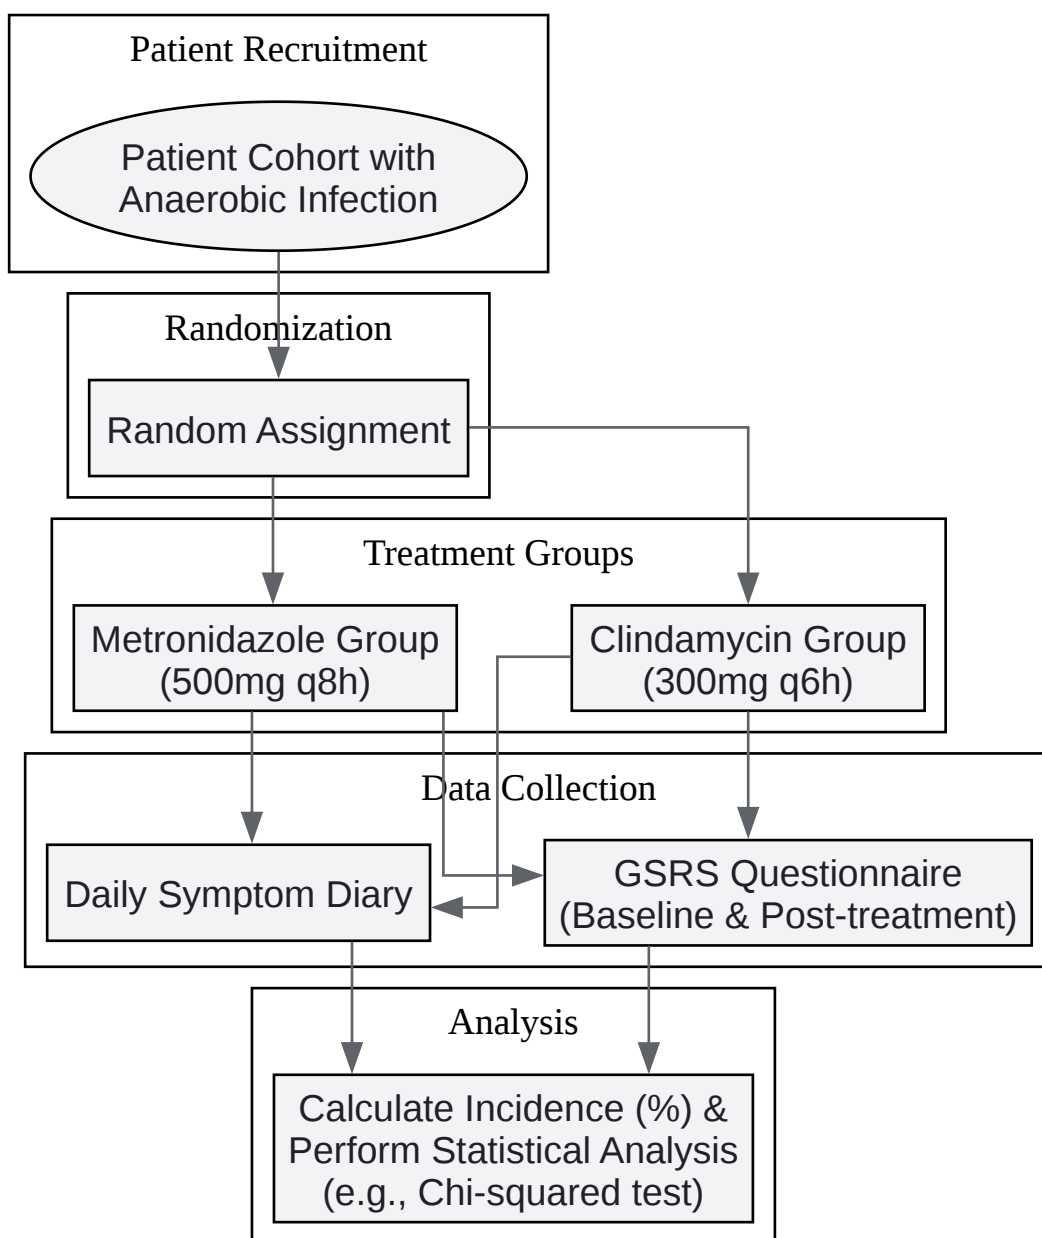 Patient Recruitment
Patient Cohort with
Anaerobic Infection
Randomization
Random Assignment
Treatment Groups
Metronidazole Group
(500mg q8h)
Clindamycin Group
(300mg q6h)
Data Collection
Daily Symptom Diary
GSRS Questionnaire
(Baseline & Post-treatment)
Analysis
Calculate Incidence (%) &
Perform Statistical Analysis
(e.g., Chi-squared test)